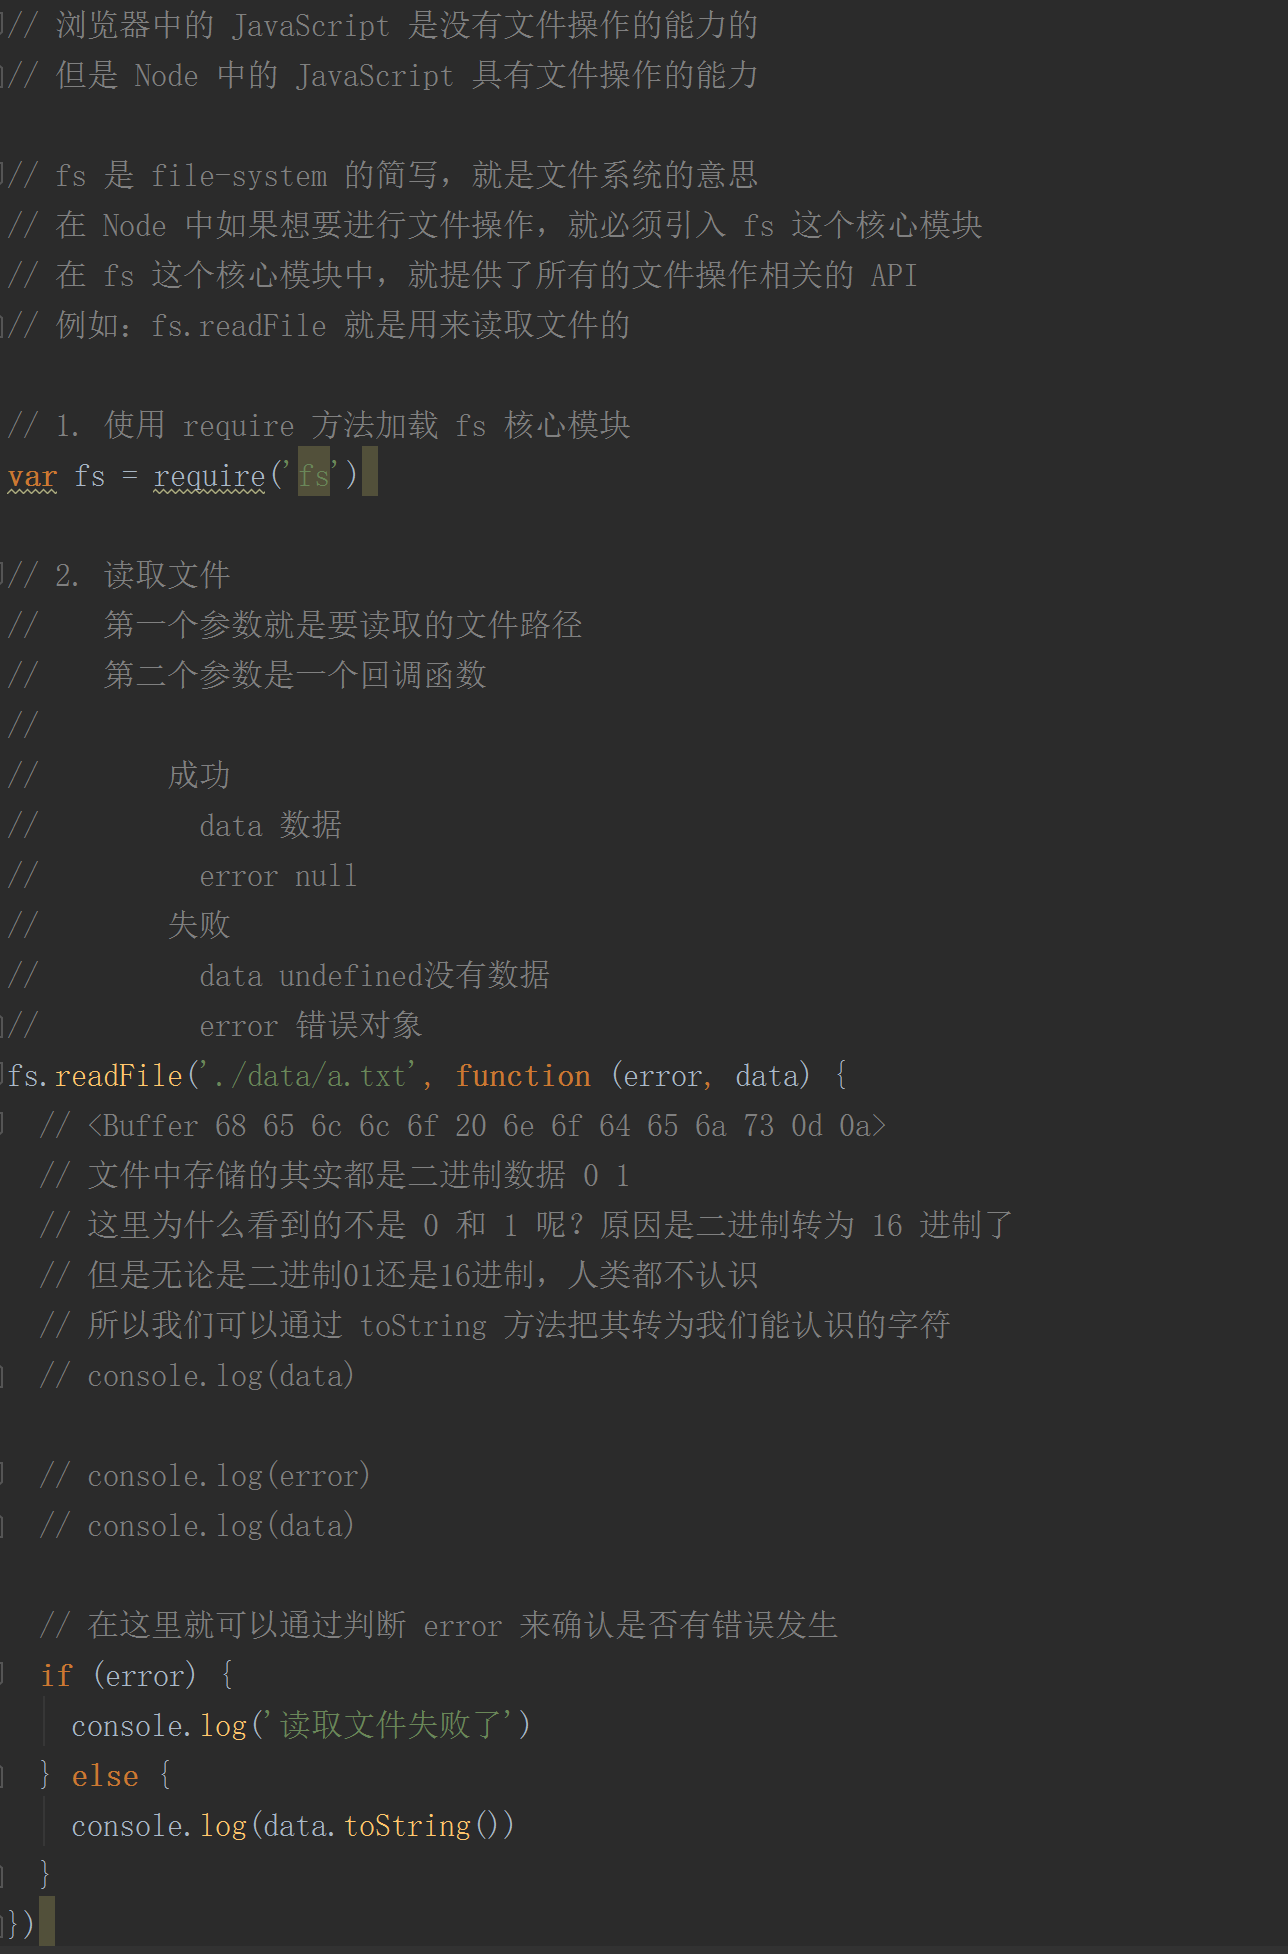 // 浏览器中的 JavaScript 是没有文件操作的能力的
// 但是 Node 中的 JavaScript 具有文件操作的能力
// fs 是 file-system 的简写，就是文件系统的意思
// 在 Node 中如果想要进行文件操作，就必须引入 fs 这个核心模块
// 在 fs 这个核心模块中，就提供了所有的文件操作相关的 API
// 例如：fs.readFile 就是用来读取文件的
// 1. 使用 require 方法加载 fs 核心模块
var fs = require('fs')
// 2. 读取文件
//    第一个参数就是要读取的文件路径
//    第二个参数是一个回调函数
//
//        成功
//          data 数据
//          error null
//        失败
//          data undefined没有数据
//          error 错误对象
fs.readFile('./data/a.txt', function (error, data) {
  // <Buffer 68 65 6c 6c 6f 20 6e 6f 64 65 6a 73 0d 0a>
  // 文件中存储的其实都是二进制数据 0 1
  // 这里为什么看到的不是 0 和 1 呢？原因是二进制转为 16 进制了
  // 但是无论是二进制01还是16进制，人类都不认识
  // 所以我们可以通过 toString 方法把其转为我们能认识的字符
  // console.log(data)
  // console.log(error)
  // console.log(data)
  // 在这里就可以通过判断 error 来确认是否有错误发生
  if (error) {
    console.log('读取文件失败了')
  } else {
    console.log(data.toString())
  }
})